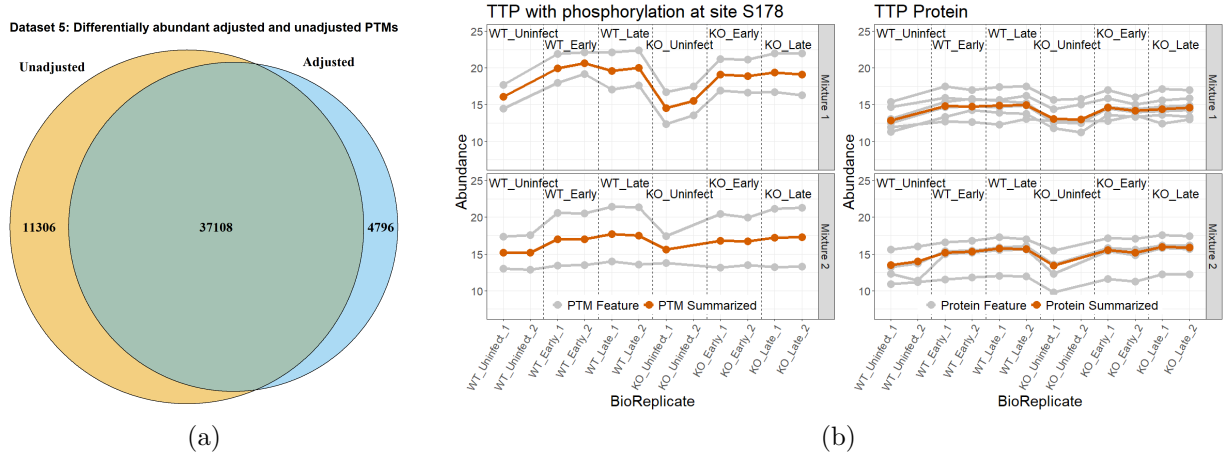 Dataset 5: Differentially abundant adjusted and unadjusted PTMs
Unadjusted
Adjusted
11306
37108
4796
(a)
TTP with phosphorylation at site S178
TTP Protein
Abundance
25
20
15
10
WT_Uninfect
WT_Early
WT_Late
KO_Uninfect
KO_Early
KO_Late
Mixture 1
25
20
15
10
WT_Uninfect
WT_Early
WT_Late
KO_Uninfect
KO_Early
KO_Late
Mixture 2
PTM Feature
PTM Summarized
WT_Uninfect_1
WT_Uninfect_2
WT_Early_1
WT_Early_2
WT_Late_1
WT_Late_2
KO_Uninfect_1
KO_Uninfect_2
KO_Early_1
KO_Early_2
KO_Late_1
KO_Late_2
BioReplicate
Abundance
25
20
15
10
WT_Uninfect
WT_Early
WT_Late
KO_Uninfect
KO_Early
KO_Late
Mixture 1
25
20
15
10
WT_Uninfect
WT_Early
WT_Late
KO_Uninfect
KO_Early
KO_Late
Mixture 2
Protein Feature
Protein Summarized
WT_Uninfect_1
WT_Uninfect_2
WT_Early_1
WT_Early_2
WT_Late_1
WT_Late_2
KO_Uninfect_1
KO_Uninfect_2
KO_Early_1
KO_Early_2
KO_Late_1
KO_Late_2
BioReplicate
(b)